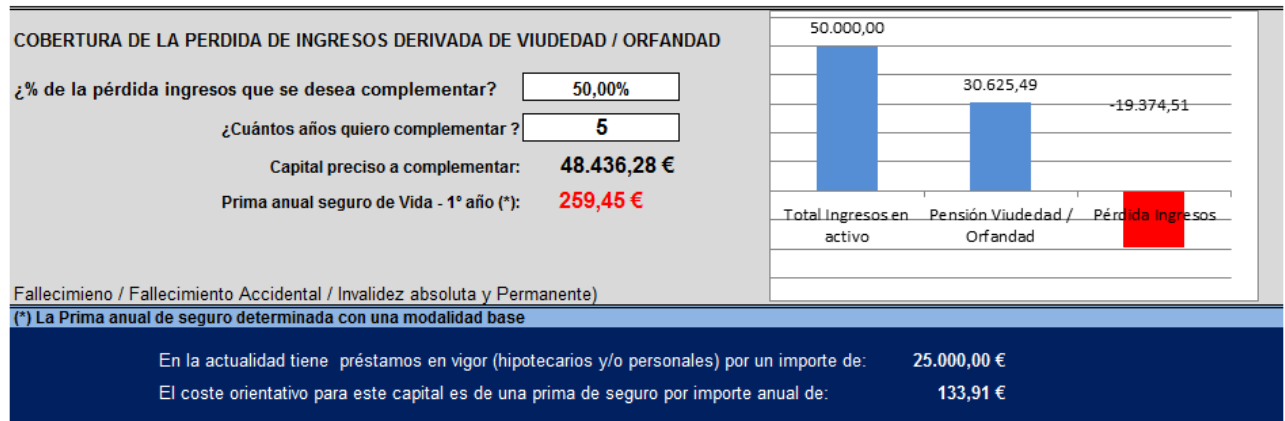 COBERTURA DE LA PERDIDA DE INGRESOS DERIVADA DE VIUDEDAD / ORFANDAD
¿% de la pérdida ingresos que se desea complementar? 50,00%
¿Cuántos años quiero complementar ? 5
Capital preciso a complementar: 48.436,28 €
Prima anual seguro de Vida - 1º año (*): 259,45 €
50.000,00
30.625,49
-19.374,51
Total Ingresos en activo
Pensión Viudedad / Orfandad
Pérdida Ingresos
Fallecimieno / Fallecimiento Accidental / Invalidez absoluta y Permanente)
(*) La Prima anual de seguro determinada con una modalidad base
En la actualidad tiene préstamos en vigor (hipotecarios y/o personales) por un importe de: 25.000,00 €
El coste orientativo para este capital es de una prima de seguro por importe anual de: 133,91 €